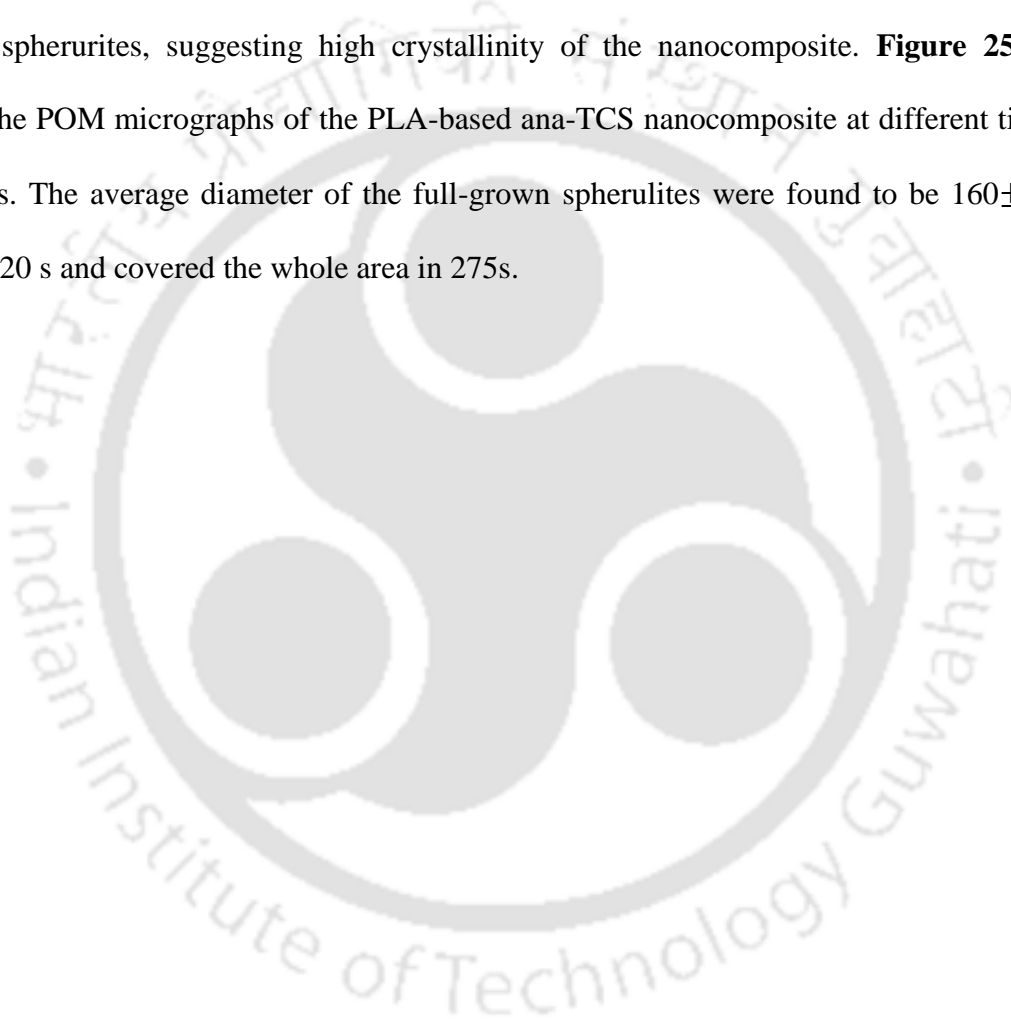 spherurites, suggesting high crystallinity of the nanocomposite. Figure 25
he POM micrographs of the PLA-based ana-TCS nanocomposite at different ti
s. The average diameter of the full-grown spherulites were found to be 160±
20 s and covered the whole area in 275s.
Indian Institute of Technology Guwahati